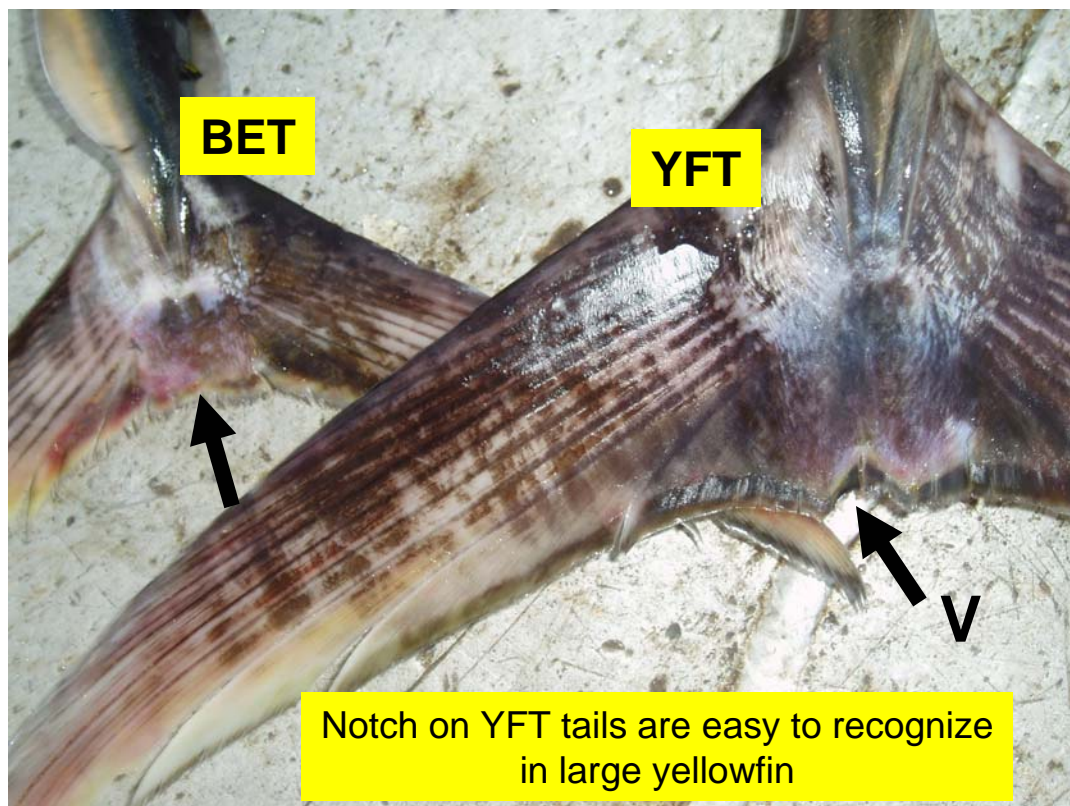 BET
YFT
V
Notch on YFT tails are easy to recognize
in large yellowfin